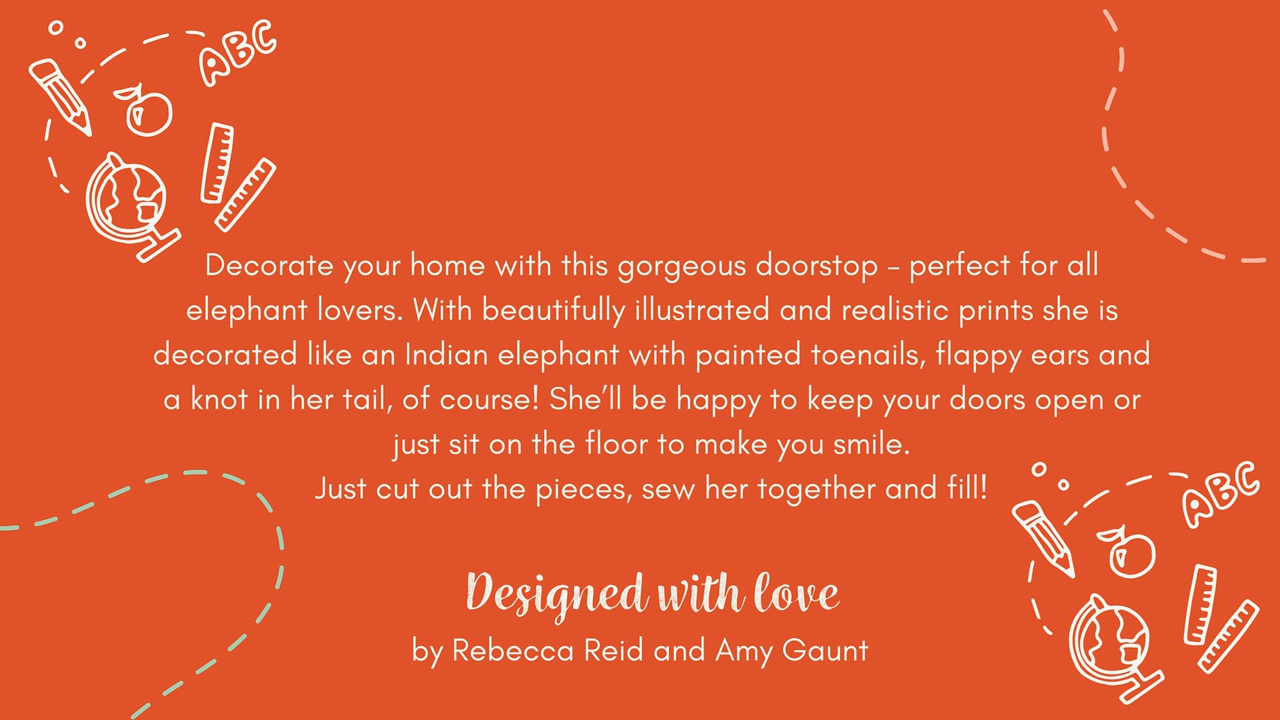 ABC
Decorate your home with this gorgeous doorstop – perfect for all
elephant lovers. With beautifully illustrated and realistic prints she is
decorated like an Indian elephant with painted toenails, flappy ears and
a knot in her tail, of course! She'll be happy to keep your doors open or
just sit on the floor to make you smile.
Just cut out the pieces, sew her together and fill!
ABC
Designed with love
by Rebecca Reid and Amy Gaunt